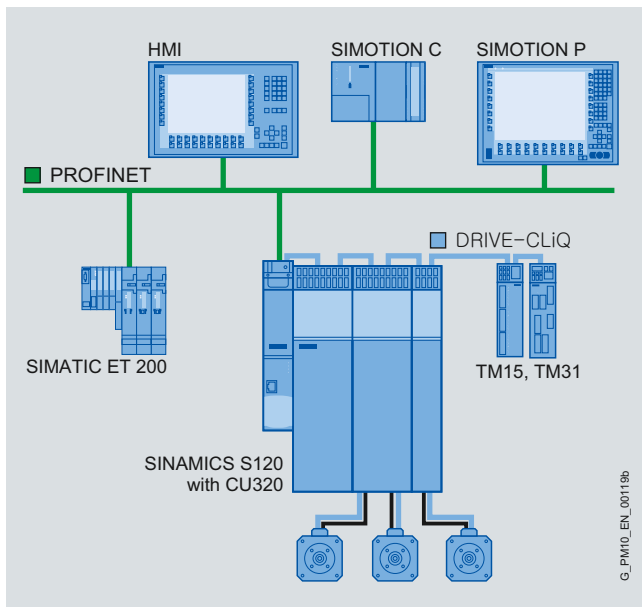 HMI
SIMOTION C
SIMOTION P
PROFINET
DRIVE-CLiQ
SIMATIC ET 200
TM15, TM31
SINAMICS S120
with CU320
G_PM10_EN_00119b